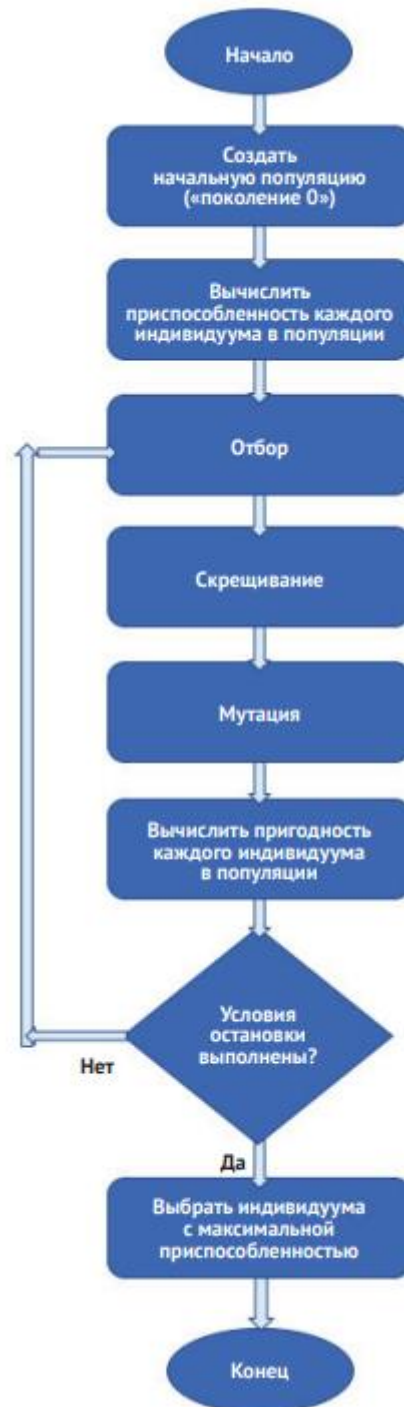 Начало
Создать
начальную популяцию
(«поколение 0»)
Вычислить
приспособленность каждого
индивидуума в популяции
Отбор
Скрещивание
Мутация
Вычислить пригодность
каждого индивидуума
в популяции
Условия
остановки
выполнены?
Нет
Да
Выбрать индивидуума
с максимальной
приспособленностью
Конец